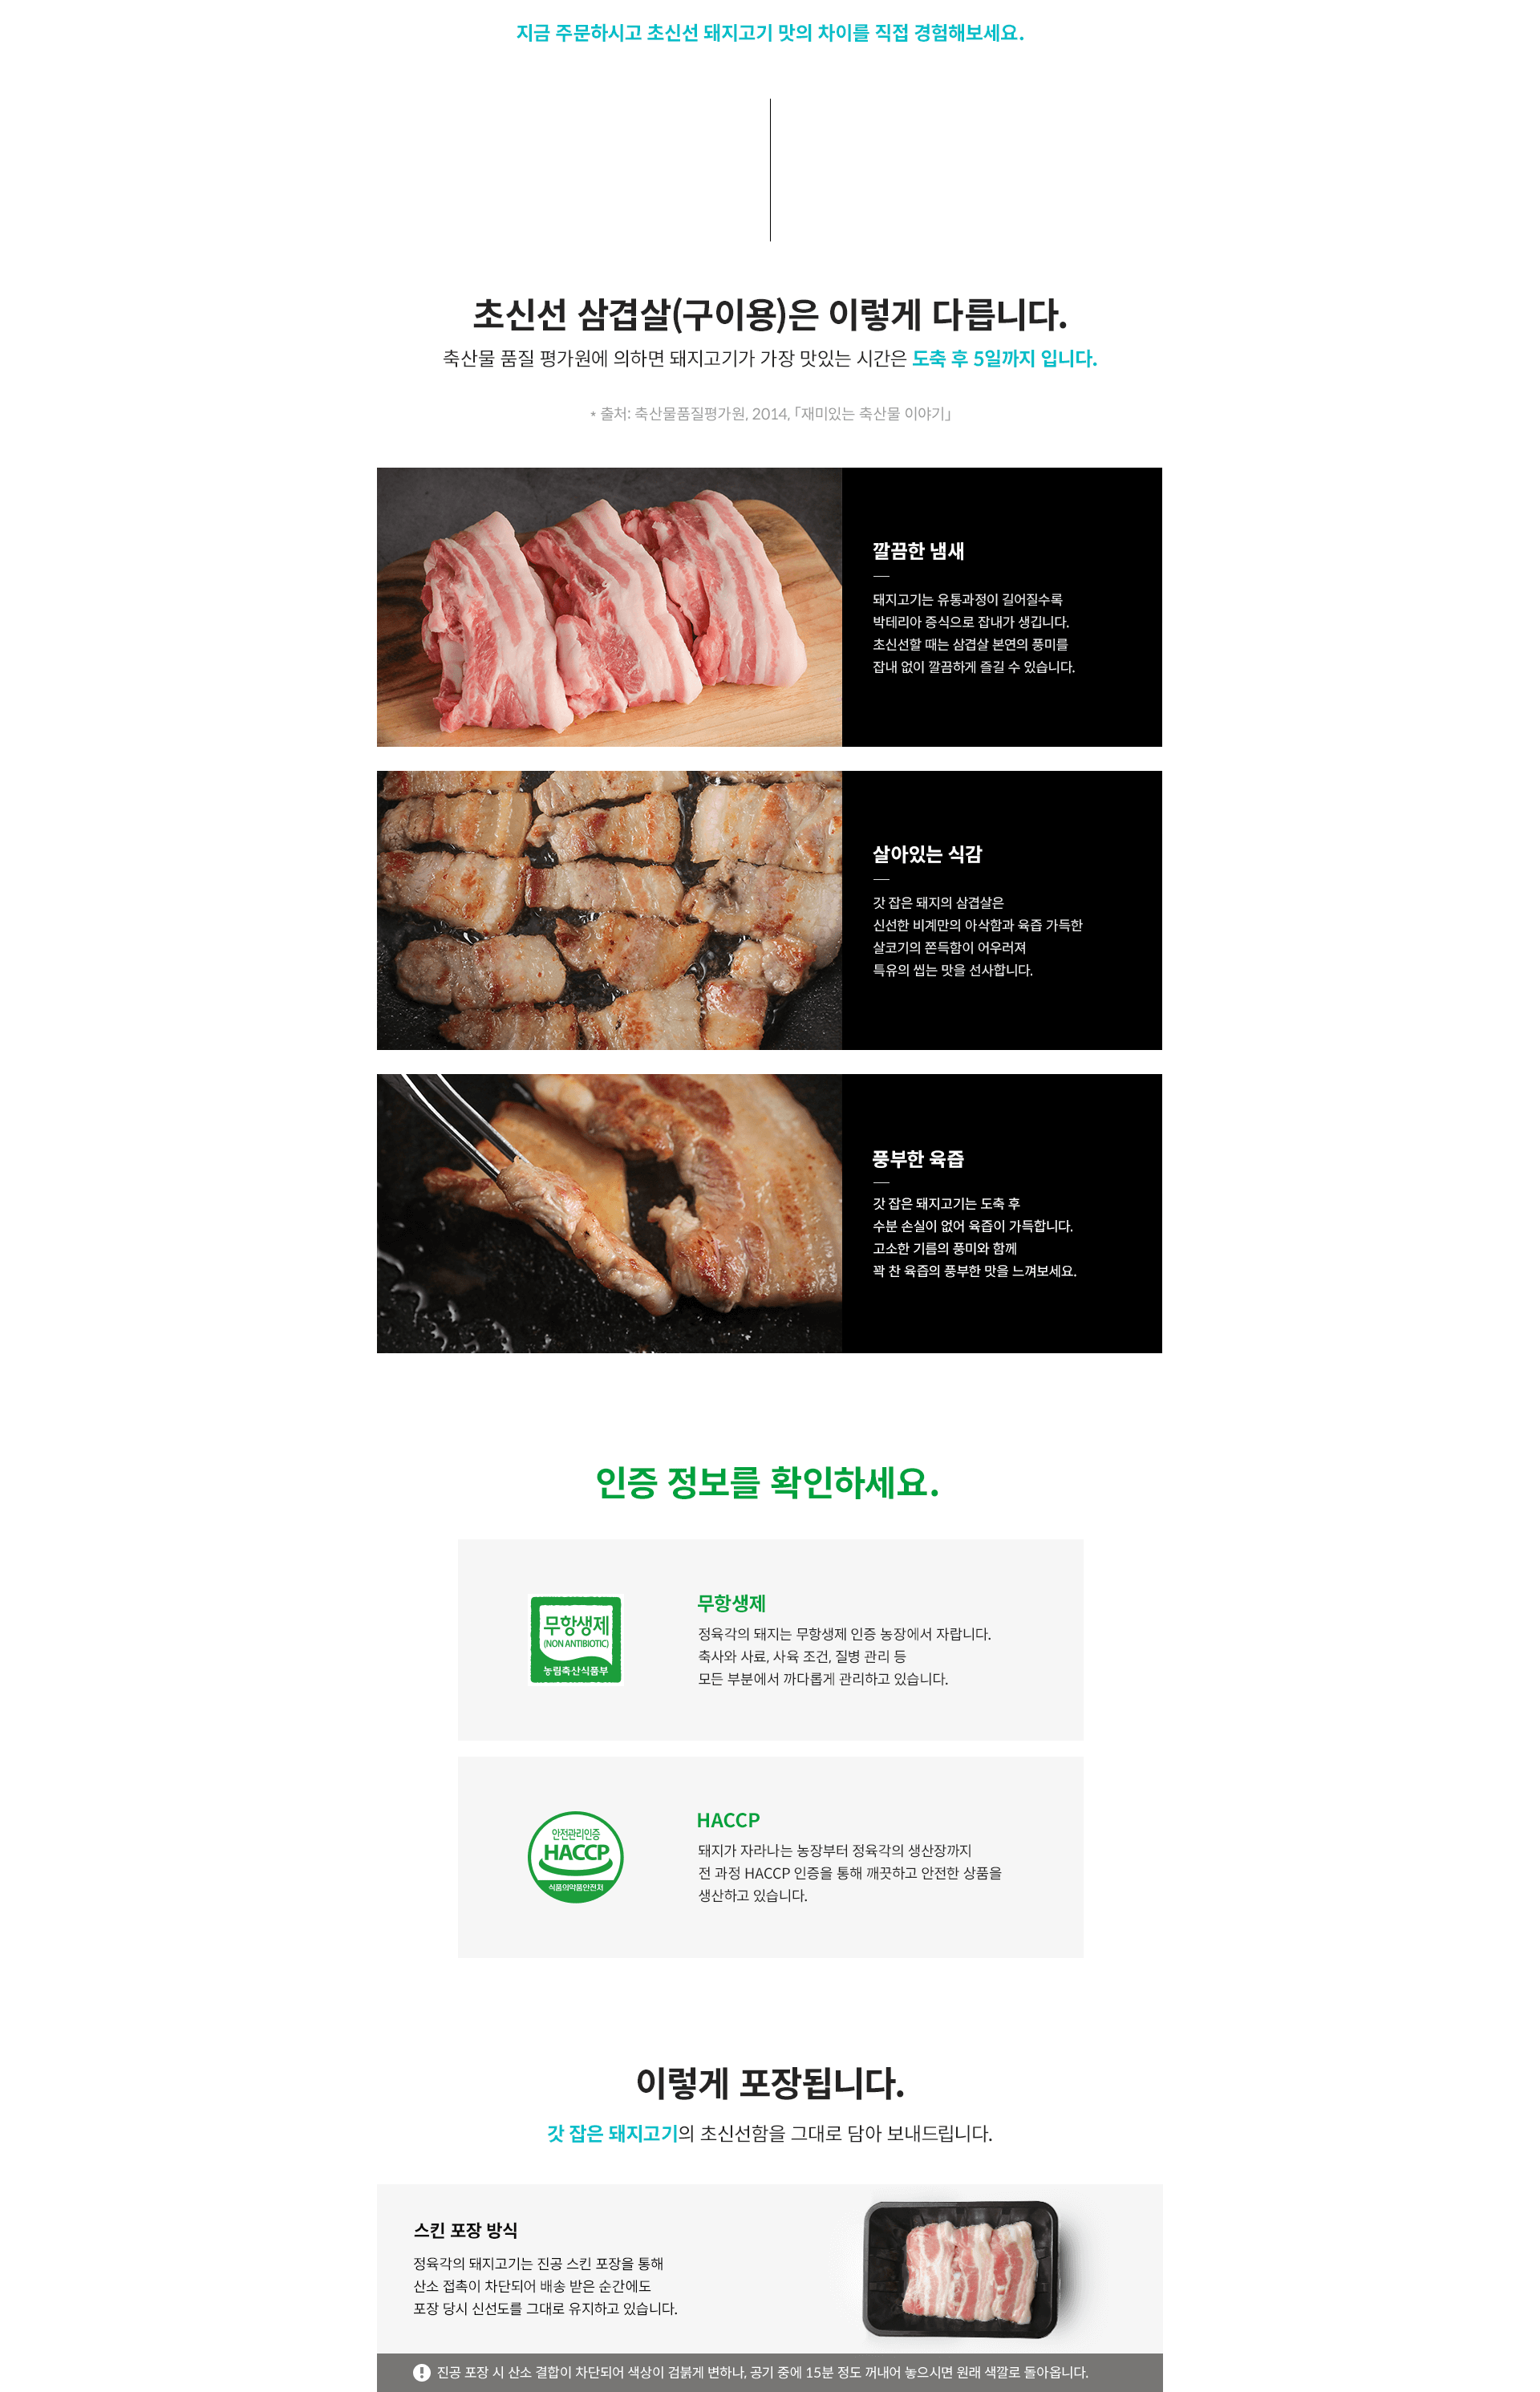 지금 주문하시고 초신선 돼지고기 맛의 차이를 직접 경험해보세요.
초신선 삼겹살(구이용)은 이렇게 다릅니다.
축산물 품질 평가원에 의하면 돼지고기가 가장 맛있는 시간은 도축 후 5일까지 입니다.
* 출처: 축산물품질평가원, 2014, 「재미있는 축산물 이야기」
깔끔한 냄새
돼지고기는 유통과정이 길어질수록
박테리아 증식으로 잡내가 생깁니다.
초신선할 때는 삼겹살 본연의 풍미를
잡내 없이 깔끔하게 즐길 수 있습니다.
살아있는 식감
갓 잡은 돼지의 삼겹살은
신선한 비계만의 아삭함과 육즙 가득한
살코기의 쫀득함이 어우러져
특유의 씹는 맛을 선사합니다.
풍부한 육즙
갓 잡은 돼지고기는 도축 후
수분 손실이 없어 육즙이 가득합니다.
고소한 기름의 풍미와 함께
꽉 찬 육즙의 풍부한 맛을 느껴보세요.
인증 정보를 확인하세요.
무항생제
(NON ANTIBIOTIC)
농림축산식품부
무항생제
정육각의 돼지는 무항생제 인증 농장에서 자랍니다.
축사와 사료, 사육 조건, 질병 관리 등
모든 부분에서 까다롭게 관리하고 있습니다.
안전관리인증
HACCP
식품의약품안전처
HACCP
돼지가 자라나는 농장부터 정육각의 생산장까지
전 과정 HACCP 인증을 통해 깨끗하고 안전한 상품을
생산하고 있습니다.
이렇게 포장됩니다.
갓 잡은 돼지고기의 초신선함을 그대로 담아 보내드립니다.
스킨 포장 방식
정육각의 돼지고기는 진공 스킨 포장을 통해
산소 접촉이 차단되어 배송 받은 순간에도
포장 당시 신선도를 그대로 유지하고 있습니다.
진공 포장 시 산소 결합이 차단되어 색상이 검붉게 변하나, 공기 중에 15분 정도 꺼내어 놓으시면 원래 색깔로 돌아옵니다.